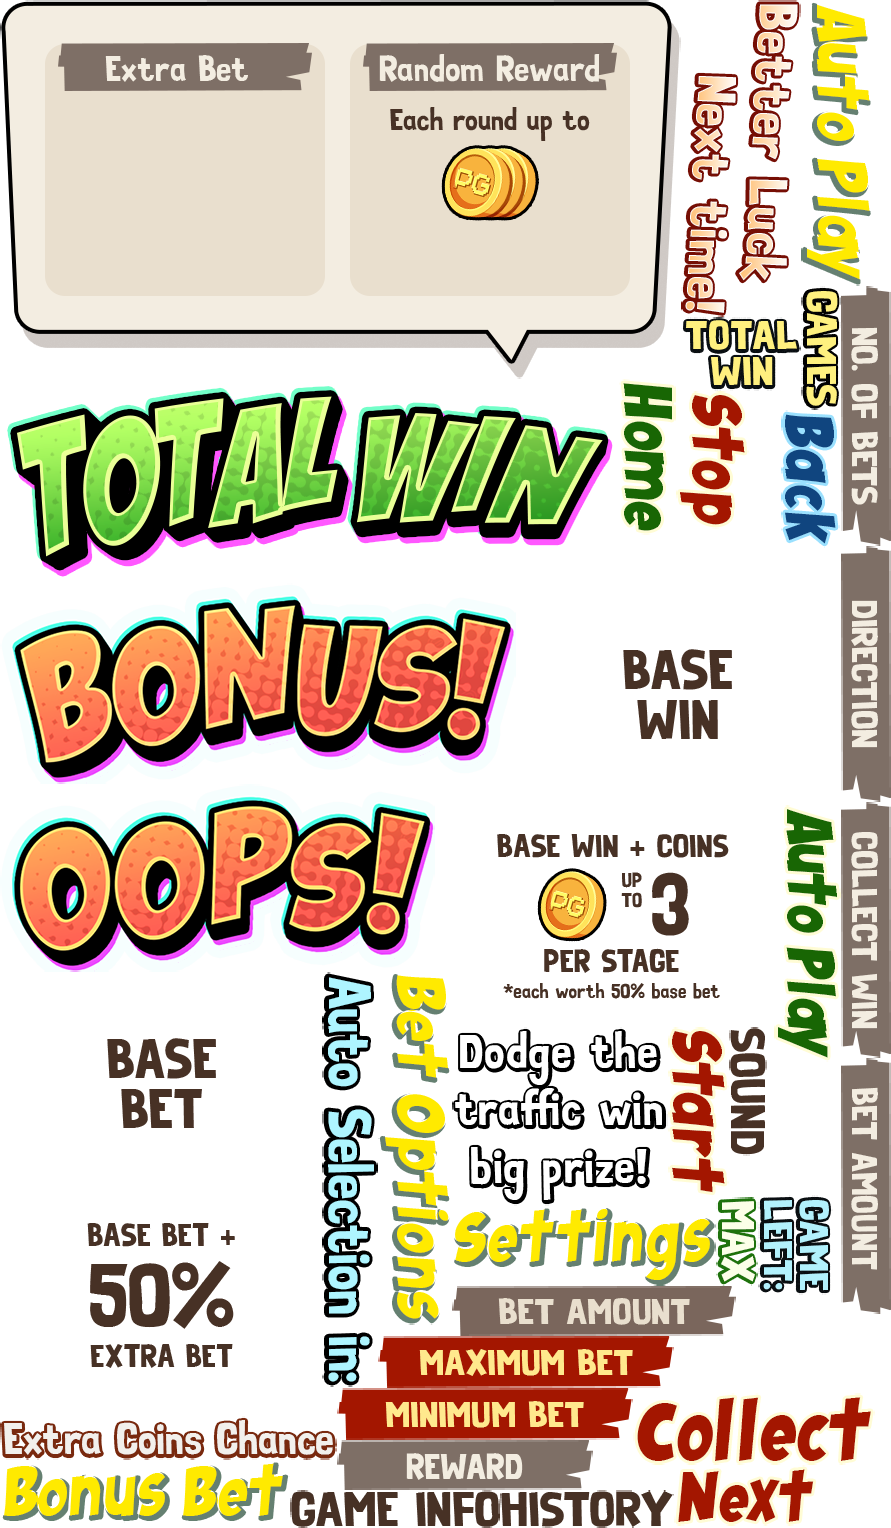 Extra Bet
Random Reward
Each round up to
PG
Better Luck
Next time!
Auto Play
TOTAL
WIN
GAMES
NO. OF BETS
TOTAL WIN
Home
Stop
Back
BONUS!
BASE
WIN
DIRECTION
OOPS!
BASE WIN + COINS
PG
UP
TO
3
PER STAGE
*each worth 50% base bet
Auto Play
COLLECT WIN
BASE
BET
Auto Selection in:
Bet Options
Dodge the
traffic win
big prize!
Start
SOUND
BET AMOUNT
Settings
MAX
GAME
LEFT:
BASE BET +
50%
EXTRA BET
BET AMOUNT
MAXIMUM BET
MINIMUM BET
REWARD
Collect
Extra Coins Chance
Bonus Bet
GAME INFO
HISTORY
Next